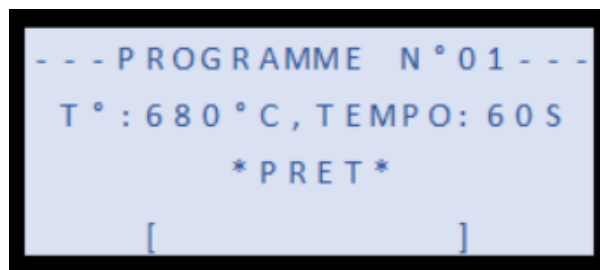 ---PROGRAMME N°01---
T°:680°C,TEMPO:60S
*PRET*
[ ]